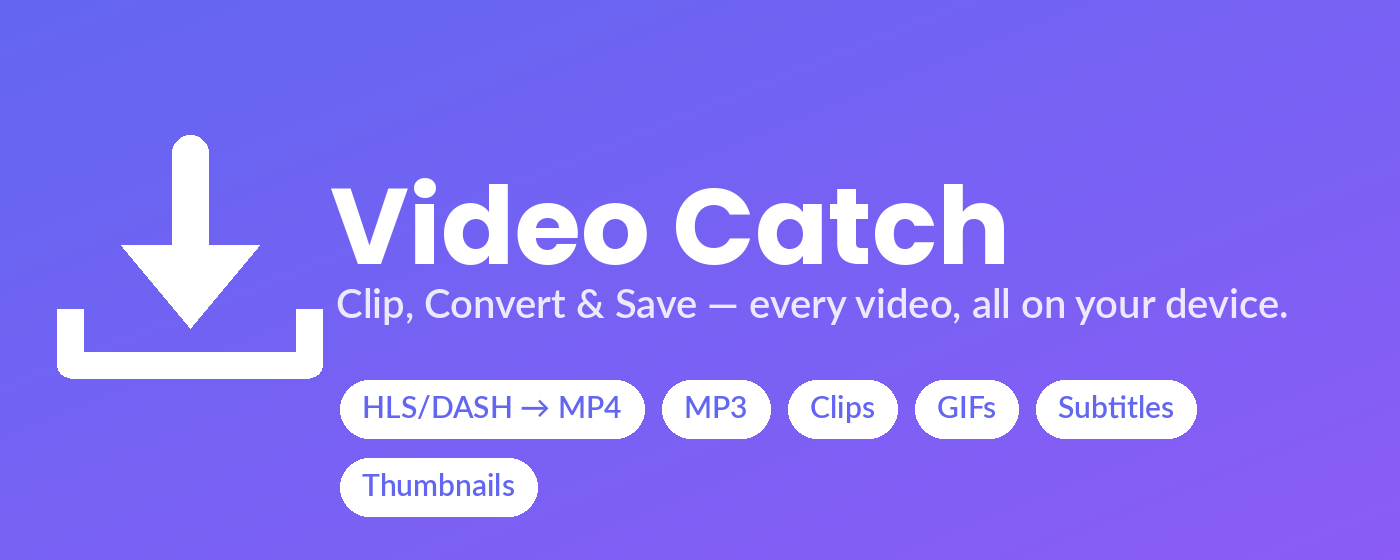 Video Catch
Clip, Convert & Save — every video, all on your device.
HLS/DASH → MP4 MP3 Clips GIFs Subtitles
Thumbnails